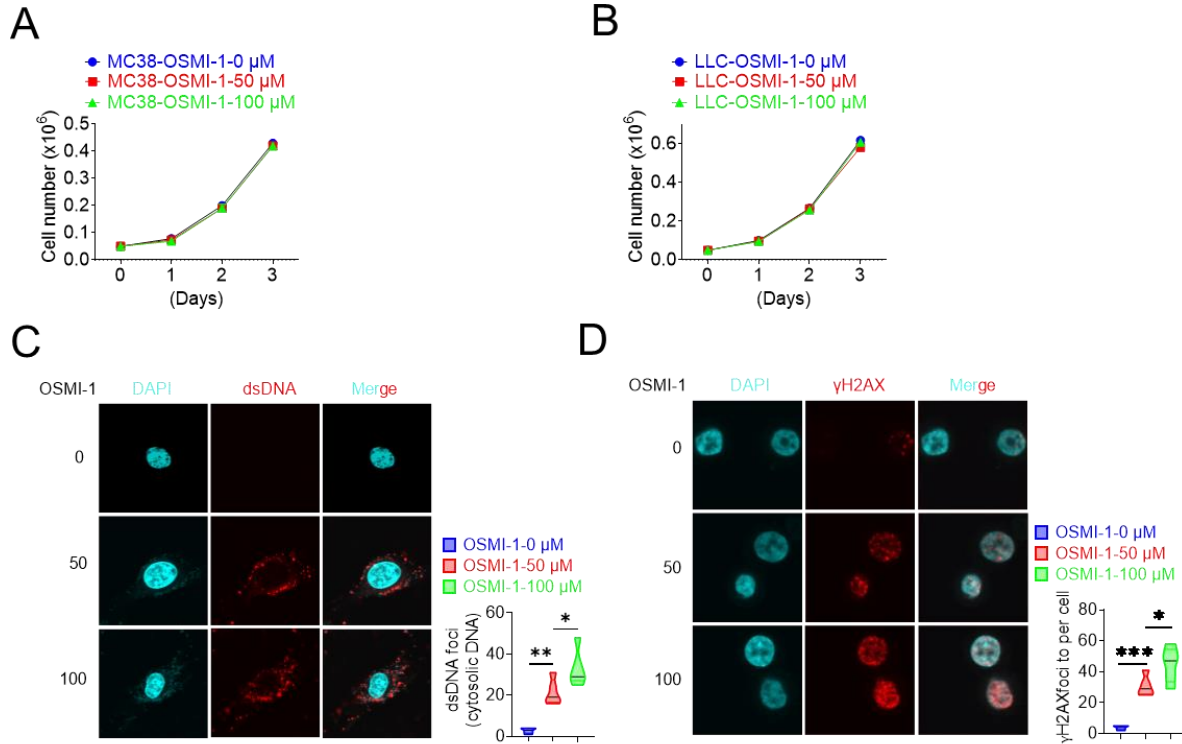 A
MC38-OSMI-1-0 μM
MC38-OSMI-1-50 μM
MC38-OSMI-1-100 μM
Cell number (x10⁶)
0.5
0.4
0.3
0.2
0.1
0.0
0 1 2 3
(Days)
B
LLC-OSMI-1-0 μM
LLC-OSMI-1-50 μM
LLC-OSMI-1-100 μM
Cell number (x10⁶)
0.6
0.4
0.2
0.0
0 1 2 3
(Days)
C
OSMI-1 DAPI dsDNA Merge
0
50
100
OSMI-1-0 μM
OSMI-1-50 μM
OSMI-1-100 μM
dsDNA foci
(cytosolic DNA)
60
40
20
0
** *
D
OSMI-1 DAPI γH2AX Merge
0
50
100
OSMI-1-0 μM
OSMI-1-50 μM
OSMI-1-100 μM
γH2AXfoci to per cell
80
60
40
20
0
*** *